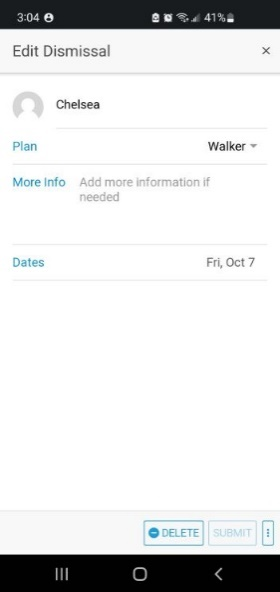 3:04 41%
Edit Dismissal ×
Chelsea
Plan Walker
More Info Add more information if
needed
Dates Fri, Oct 7
DELETE SUBMIT